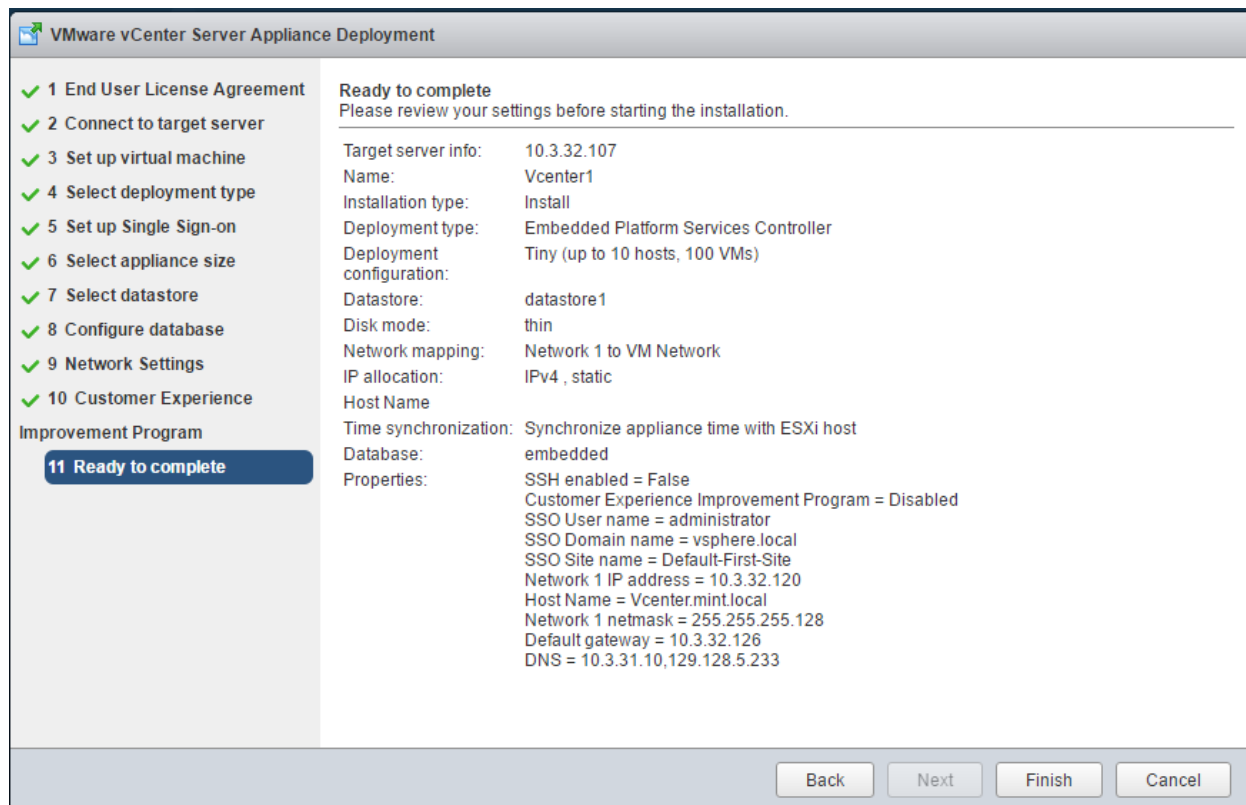 VMware vCenter Server Appliance Deployment
1 End User License Agreement
2 Connect to target server
3 Set up virtual machine
4 Select deployment type
5 Set up Single Sign-on
6 Select appliance size
7 Select datastore
8 Configure database
9 Network Settings
10 Customer Experience
Improvement Program
11 Ready to complete
Ready to complete
Please review your settings before starting the installation.
Target server info: 10.3.32.107
Name: Vcenter1
Installation type: Install
Deployment type: Embedded Platform Services Controller
Deployment Tiny (up to 10 hosts, 100 VMs)
configuration:
Datastore: datastore1
Disk mode: thin
Network mapping: Network 1 to VM Network
IP allocation: IPv4 , static
Host Name
Time synchronization: Synchronize appliance time with ESXi host
Database: embedded
Properties: SSH enabled = False
Customer Experience Improvement Program = Disabled
SSO User name = administrator
SSO Domain name = vsphere.local
SSO Site name = Default-First-Site
Network 1 IP address = 10.3.32.120
Host Name = Vcenter.mint.local
Network 1 netmask = 255.255.255.128
Default gateway = 10.3.32.126
DNS = 10.3.31.10,129.128.5.233
Back Next Finish Cancel